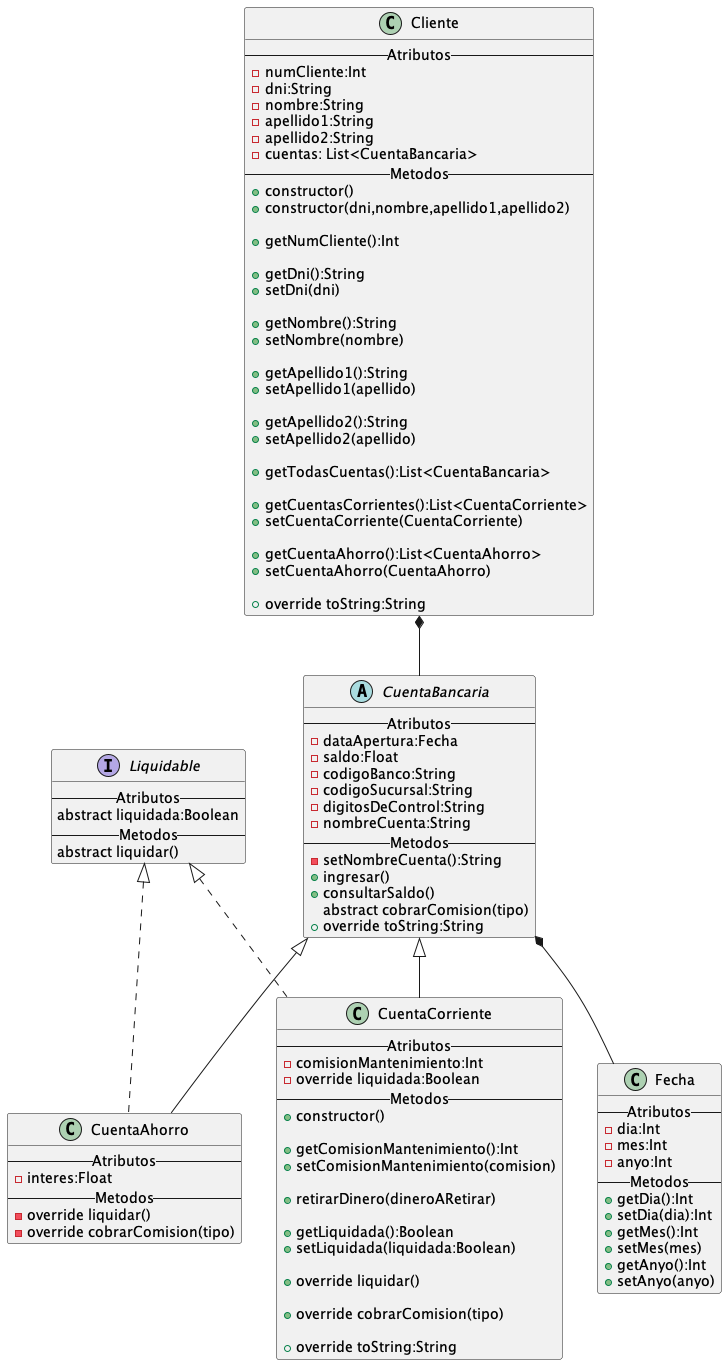 C Cliente
Atributos
numCliente:Int
dni:String
nombre:String
apellido1:String
apellido2:String
cuentas: List<CuentaBancaria>
Metodos
constructor()
constructor(dni,nombre,apellido1,apellido2)
getNumCliente():Int
getDni():String
setDni(dni)
getNombre():String
setNombre(nombre)
getApellido1():String
setApellido1(apellido)
getApellido2():String
setApellido2(apellido)
getTodasCuentas():List<CuentaBancaria>
getCuentasCorrientes():List<CuentaCorriente>
setCuentaCorriente(CuentaCorriente)
getCuentaAhorro():List<CuentaAhorro>
setCuentaAhorro(CuentaAhorro)
override toString:String
A CuentaBancaria
Atributos
dataApertura:Fecha
saldo:Float
codigoBanco:String
codigoSucursal:String
digitosDeControl:String
nombreCuenta:String
Metodos
setNombreCuenta():String
ingresar()
consultarSaldo()
abstract cobrarComision(tipo)
override toString:String
I Liquidable
Atributos
abstract liquidada:Boolean
Metodos
abstract liquidar()
C CuentaAhorro
Atributos
interes:Float
Metodos
override liquidar()
override cobrarComision(tipo)
C CuentaCorriente
Atributos
comisionMantenimiento:Int
override liquidada:Boolean
Metodos
constructor()
getComisionMantenimiento():Int
setComisionMantenimiento(comision)
retirarDinero(dineroARetirar)
getLiquidada():Boolean
setLiquidada(liquidada:Boolean)
override liquidar()
override cobrarComision(tipo)
override toString:String
C Fecha
Atributos
dia:Int
mes:Int
anyo:Int
Metodos
getDia():Int
setDia(dia):Int
getMes():Int
setMes(mes)
getAnyo():Int
setAnyo(anyo)